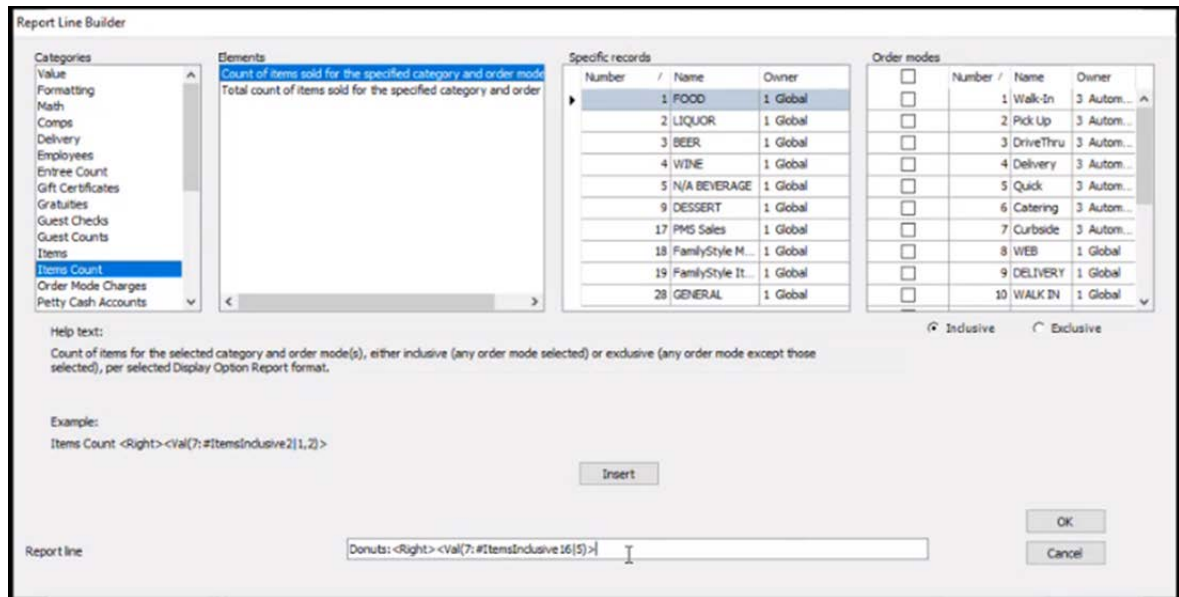 Report Line Builder
Categories
Value
Formatting
Math
Comps
Delivery
Employees
Entree Count
Gift Certificates
Gratuities
Guest Checks
Guest Counts
Items
Items Count
Order Mode Charges
Petty Cash Accounts
Elements
Count of items sold for the specified category and order mode
Total count of items sold for the specified category and order
Specific records
Number / Name Owner
1 FOOD 1 Global
2 LIQUOR 1 Global
3 BEER 1 Global
4 WINE 1 Global
5 N/A BEVERAGE 1 Global
9 DESSERT 1 Global
17 PMS Sales 1 Global
18 FamilyStyle M... 1 Global
19 FamilyStyle It... 1 Global
28 GENERAL 1 Global
Order modes
Number / Name Owner
1 Walk-In 3 Autom...
2 Pick Up 3 Autom...
3 DriveThru 3 Autom...
4 Delivery 3 Autom...
5 Quick 3 Autom...
6 Catering 3 Autom...
7 Curbside 3 Autom...
8 WEB 1 Global
9 DELIVERY 1 Global
10 WALK IN 1 Global
Inclusive Exclusive
Help text:
Count of items for the selected category and order mode(s), either inclusive (any order mode selected) or exclusive (any order mode except those
selected), per selected Display Option Report format.
Example:
Items Count <Right><Val(7:#ItemsInclusive2|1,2)>
Insert
OK
Report line
Donuts:<Right><Val(7:#ItemsInclusive16|5)>
Cancel